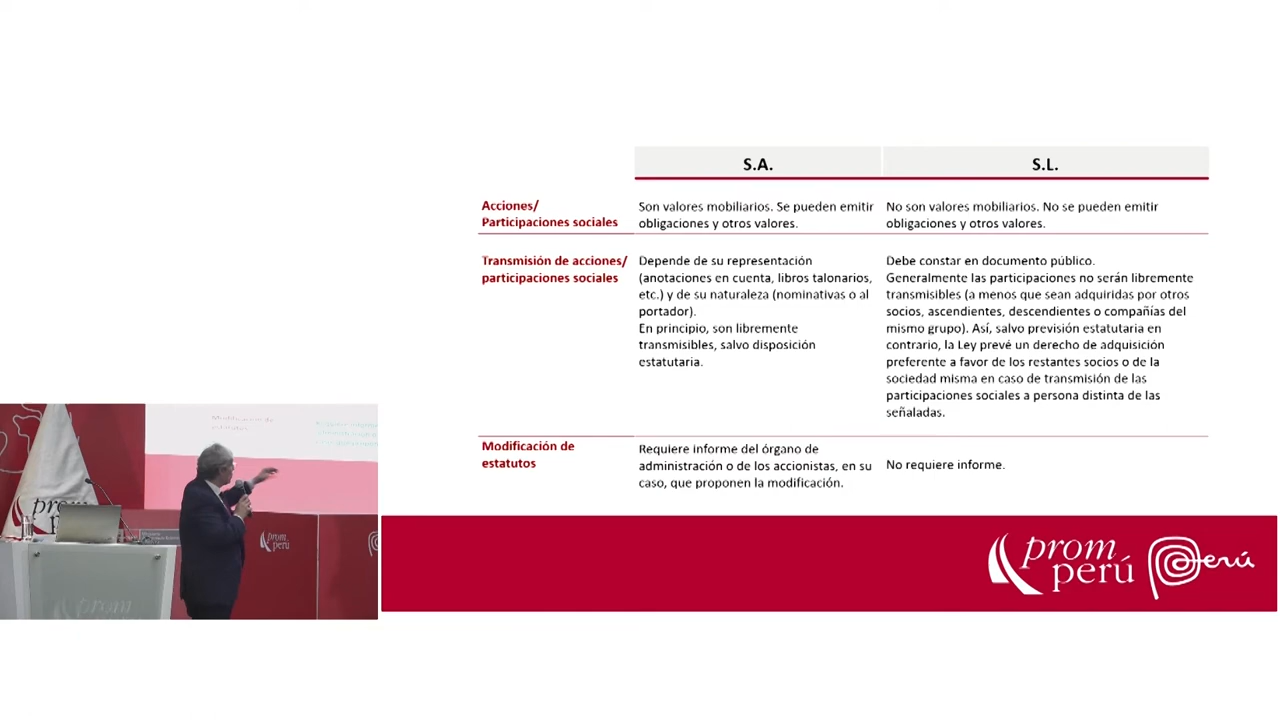 S.A.
S.L.
Acciones/
Participaciones sociales
Son valores mobiliarios. Se pueden emitir
obligaciones y otros valores.
No son valores mobiliarios. No se pueden emitir
obligaciones y otros valores.
Transmisión de acciones/
participaciones sociales
Depende de su representación
(anotaciones en cuenta, libros talonarios,
etc.) y de su naturaleza (nominativas o al
portador).
En principio, son libremente
transmisibles, salvo disposición
estatutaria.
Debe constar en documento público.
Generalmente las participaciones no serán libremente
transmisibles (a menos que sean adquiridas por otros
socios, ascendientes, descendientes o compañías del
mismo grupo). Así, salvo previsión estatutaria en
contrario, la Ley prevé un derecho de adquisición
preferente a favor de los restantes socios o de la
sociedad misma en caso de transmisión de las
participaciones sociales a persona distinta de las
señaladas.
Modificación de
estatutos
Requiere informe del órgano de
administración o de los accionistas, en su
caso, que proponen la modificación.
No requiere informe.
prom
perú
Perú
Modificación de
estatutos
prom
perú
prom